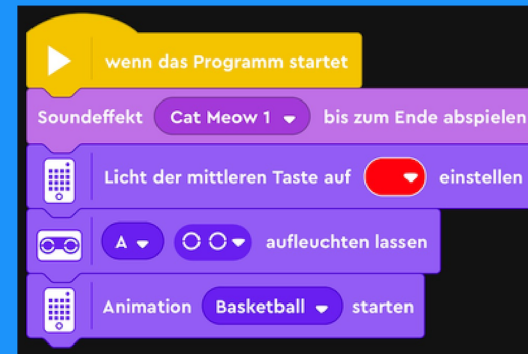 wenn das Programm startet
Soundeffekt Cat Meow 1 bis zum Ende abspielen
Licht der mittleren Taste auf einstellen
A aufleuchten lassen
Animation Basketball starten